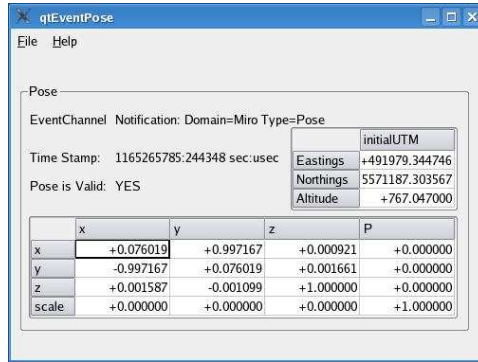 qtEventPose
File Help
Pose
EventChannel Notification: Domain=Miro Type=Pose
initialUTM
Time Stamp: 1165265785:244348 sec:usec
Eastings +491979.344746
Pose is Valid: YES
Northings 5571187.303567
Altitude +767.047000
x y z P
x +0.076019 +0.997167 +0.000921 +0.000000
y -0.997167 +0.076019 +0.001661 +0.000000
z +0.001587 -0.001099 +1.000000 +0.000000
scale +0.000000 +0.000000 +0.000000 +1.000000